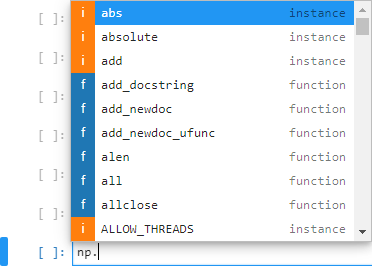 [ ]: i abs instance
i absolute instance
[ ]: i add instance
f add_docstring function
[ ]: f add_newdoc function
[ ]: f add_newdoc_ufunc function
f alen function
[ ]: f all function
f allclose function
[ ]: i ALLOW_THREADS instance
[ ]: np.